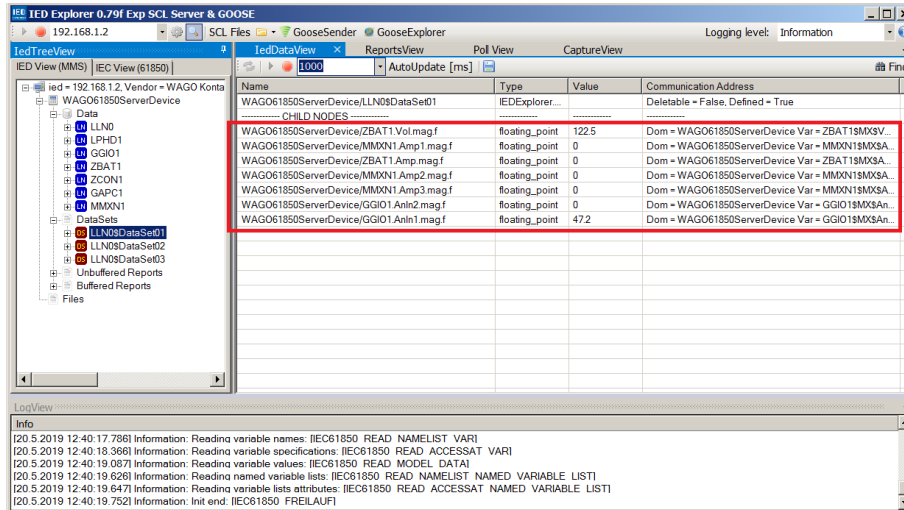 IED Explorer 0.79f Exp SCL Server & GOOSE
192.168.1.2 SCL Files GooseSender GooseExplorer Logging level: Information
IedTreeView
IedDataView × ReportsView Poll View CaptureView
IED View (MMS) IEC View (61850)
1000 AutoUpdate [ms] Find
ied = 192.168.1.2, Vendor = WAGO Konta
WAGO61850ServerDevice
Data
LN LLN0
LN LPHD1
LN GGIO1
LN ZBAT1
LN ZCON1
LN GAPC1
LN MMXN1
DataSets
DS LLN0$DataSet01
DS LLN0$DataSet02
DS LLN0$DataSet03
Unbuffered Reports
Buffered Reports
Files
Name Type Value Communication Address
WAGO61850ServerDevice/LLN0$DataSet01 IEDExplorer.... Deletable = False, Defined = True
------------- CHILD NODES ------------- ------------- ------------- -------------
WAGO61850ServerDevice/ZBAT1.Vol.mag.f floating_point 122.5 Dom = WAGO61850ServerDevice Var = ZBAT1$MX$V...
WAGO61850ServerDevice/MMXN1.Amp1.mag.f floating_point 0 Dom = WAGO61850ServerDevice Var = MMXN1$MX$A...
WAGO61850ServerDevice/ZBAT1.Amp.mag.f floating_point 0 Dom = WAGO61850ServerDevice Var = ZBAT1$MX$A...
WAGO61850ServerDevice/MMXN1.Amp2.mag.f floating_point 0 Dom = WAGO61850ServerDevice Var = MMXN1$MX$A...
WAGO61850ServerDevice/MMXN1.Amp3.mag.f floating_point 0 Dom = WAGO61850ServerDevice Var = MMXN1$MX$A...
WAGO61850ServerDevice/GGIO1.AnIn2.mag.f floating_point 0 Dom = WAGO61850ServerDevice Var = GGIO1$MX$An...
WAGO61850ServerDevice/GGIO1.AnIn1.mag.f floating_point 47.2 Dom = WAGO61850ServerDevice Var = GGIO1$MX$An...
LogView
Info
[20.5.2019 12:40:17.786] Information: Reading variable names: [IEC61850_READ_NAMELIST_VAR]
[20.5.2019 12:40:18.366] Information: Reading variable specifications: [IEC61850_READ_ACCESSAT_VAR]
[20.5.2019 12:40:19.087] Information: Reading variable values: [IEC61850_READ_MODEL_DATA]
[20.5.2019 12:40:19.626] Information: Reading named variable lists: [IEC61850_READ_NAMELIST_NAMED_VARIABLE_LIST]
[20.5.2019 12:40:19.647] Information: Reading variable lists attributes: [IEC61850_READ_ACCESSAT_NAMED_VARIABLE_LIST]
[20.5.2019 12:40:19.752] Information: Init end: [IEC61850_FREILAUF]